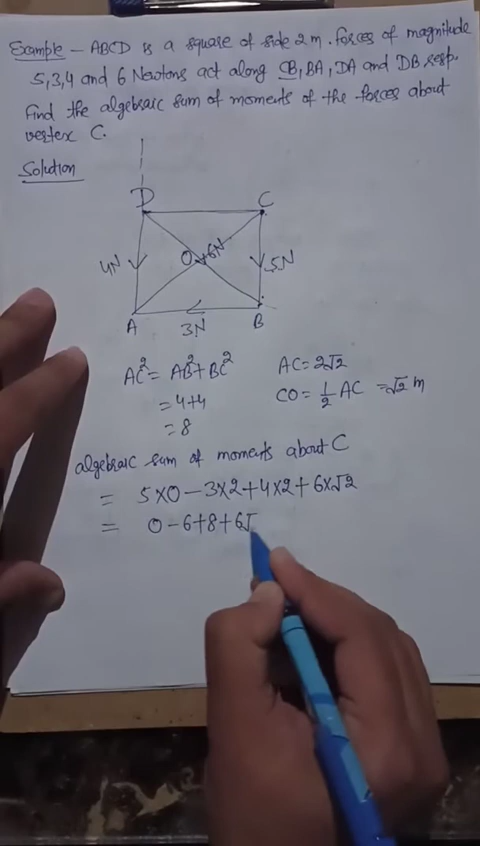 Example - ABCD is a square of side 2 m. forces of magnitude
5,3,4 and 6 Newtons act along CB, BA, DA and DB resp.
Find the algebraic sum of moments of the forces about
vertex C.
Solution
D C
4N O 6N 5N
A 3N B
AC² = AB² + BC² AC = 2√2
= 4+4 CO = 1/2 AC = √2 m
= 8
algebraic sum of moments about C
= 5×0 - 3×2 + 4×2 + 6×√2
= 0 - 6 + 8 + 6√